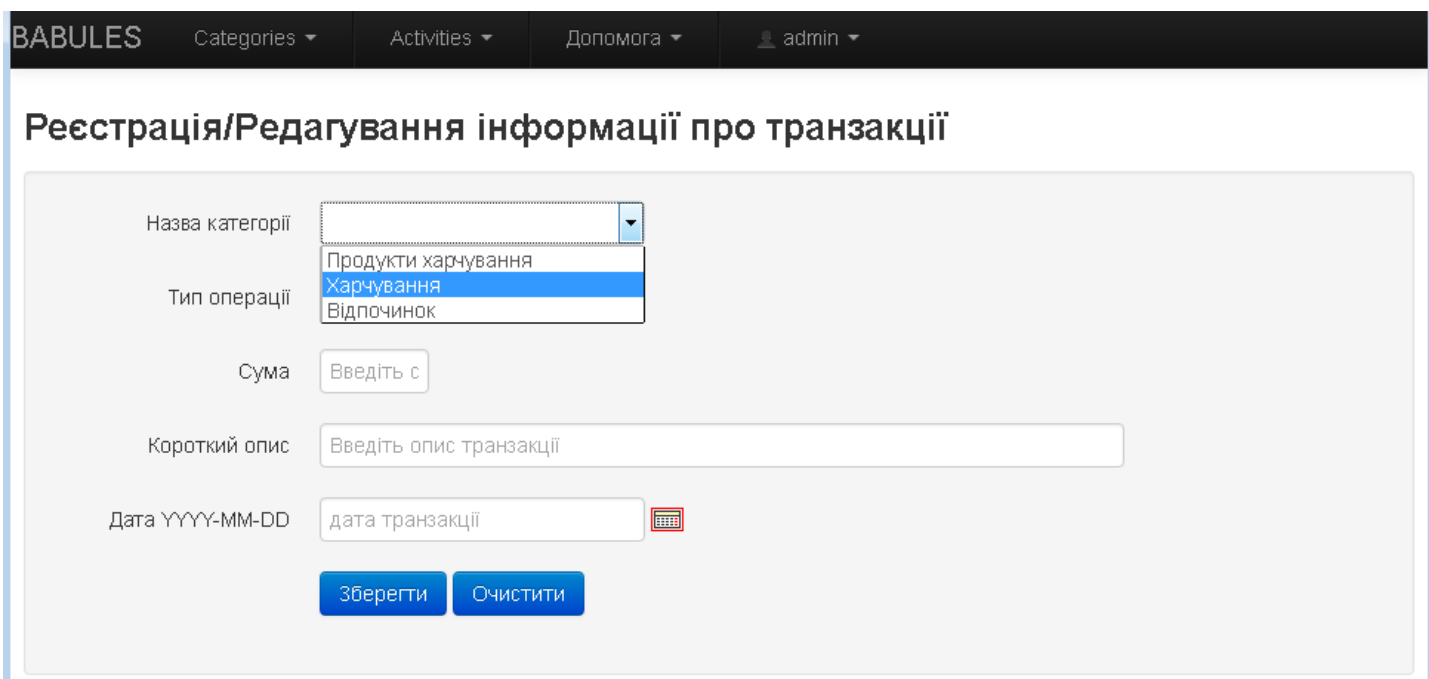 BABULES Categories Activities Допомога admin
Реєстрація/Редагування інформації про транзакції
Назва категорії
Продукти харчування
Харчування
Відпочинок
Тип операції
Сума Введіть с
Короткий опис Введіть опис транзакції
Дата YYYY-MM-DD дата транзакції
Зберегти Очистити